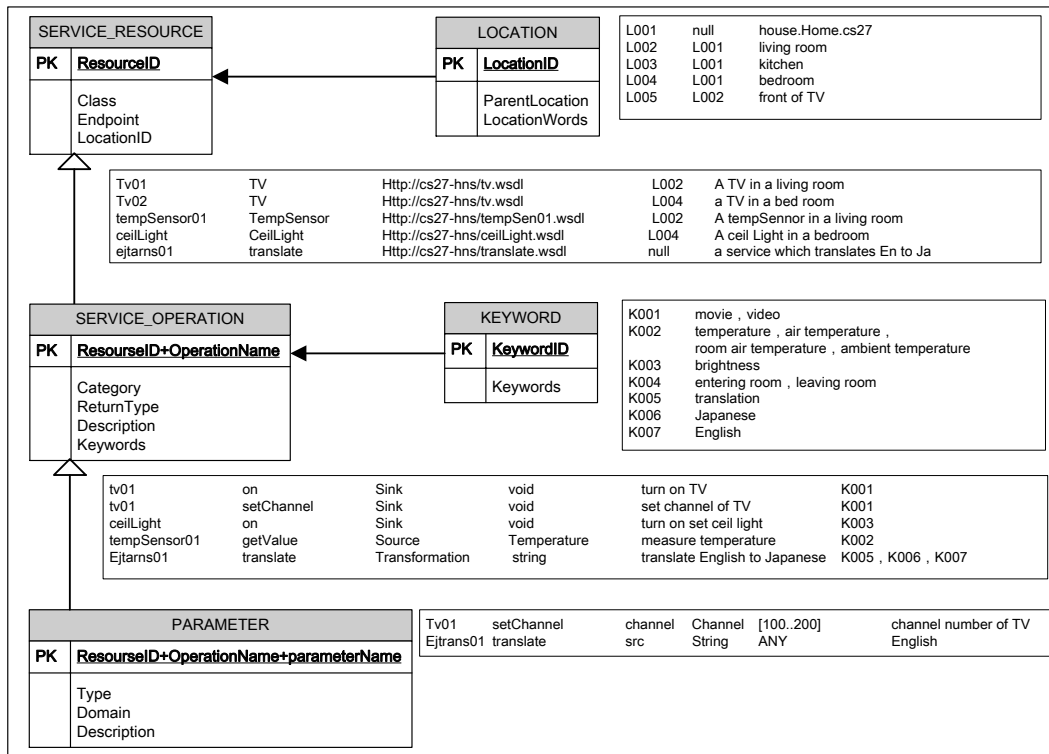 SERVICE_RESOURCE
PK ResourceID
Class
Endpoint
LocationID
LOCATION
PK LocationID
ParentLocation
LocationWords
L001 null house.Home.cs27
L002 L001 living room
L003 L001 kitchen
L004 L001 bedroom
L005 L002 front of TV
Tv01 TV Http://cs27-hns/tv.wsdl L002 A TV in a living room
Tv02 TV Http://cs27-hns/tv.wsdl L004 a TV in a bed room
tempSensor01 TempSensor Http://cs27-hns/tempSen01.wsdl L002 A tempSennor in a living room
ceilLight CeilLight Http://cs27-hns/ceilLight.wsdl L004 A ceil Light in a bedroom
ejtarns01 translate Http://cs27-hns/translate.wsdl null a service which translates En to Ja
SERVICE_OPERATION
PK ResourseID+OperationName
Category
ReturnType
Description
Keywords
KEYWORD
PK KeywordID
Keywords
K001 movie , video
K002 temperature , air temperature ,
room air temperature , ambient temperature
K003 brightness
K004 entering room , leaving room
K005 translation
K006 Japanese
K007 English
tv01 on Sink void turn on TV K001
tv01 setChannel Sink void set channel of TV K001
ceilLight on Sink void turn on set ceil light K003
tempSensor01 getValue Source Temperature measure temperature K002
Ejtarns01 translate Transformation string translate English to Japanese K005 , K006 , K007
PARAMETER
PK ResourseID+OperationName+parameterName
Type
Domain
Description
Tv01 setChannel channel Channel [100..200] channel number of TV
Ejtrans01 translate src String ANY English